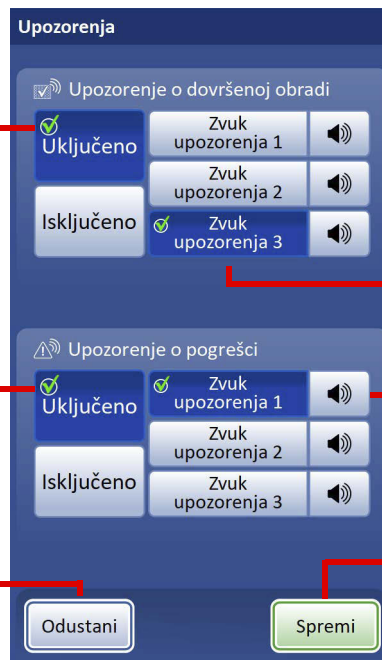 Upozorenja
Upozorenje o dovršenoj obradi
Uključeno
Zvuk
upozorenja 1
Zvuk
upozorenja 2
Isključeno
Zvuk
upozorenja 3
Upozorenje o pogrešci
Uključeno
Zvuk
upozorenja 1
Zvuk
upozorenja 2
Isključeno
Zvuk
upozorenja 3
Odustani
Spremi